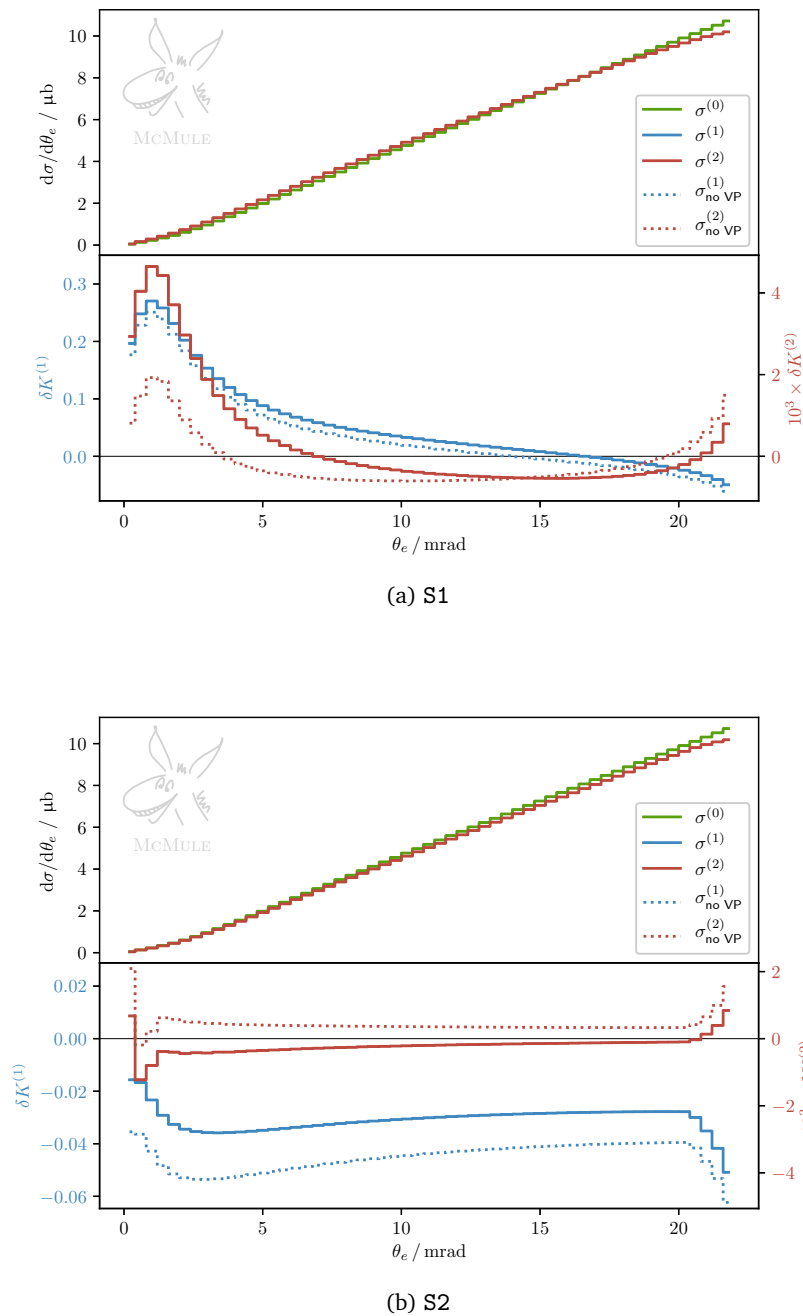 10
8
6
4
2
0
dσ/dθ_e / μb
McMule
σ^(0)
σ^(1)
σ^(2)
σ^(1)_no VP
σ^(2)_no VP
0.3
0.2
0.1
0.0
δK^(1)
4
2
0
10^3 × δK^(2)
0 5 10 15 20
θ_e / mrad
(a) S1
10
8
6
4
2
0
dσ/dθ_e / μb
McMule
σ^(0)
σ^(1)
σ^(2)
σ^(1)_no VP
σ^(2)_no VP
0.02
0.00
−0.02
−0.04
−0.06
δK^(1)
2
0
−2
−4
0 5 10 15 20
θ_e / mrad
(b) S2